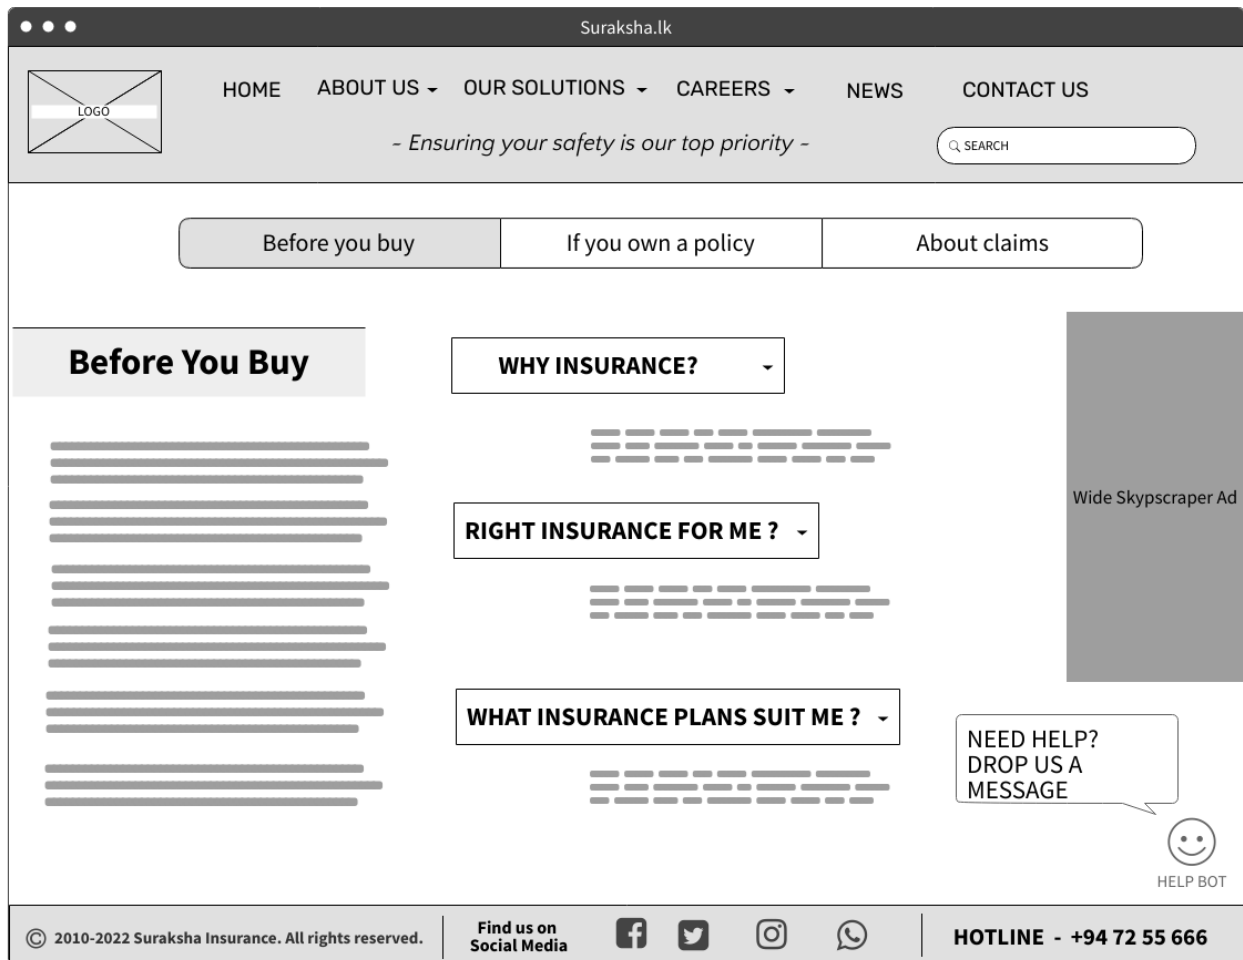 Suraksha.lk
LOGO
HOME
ABOUT US
OUR SOLUTIONS
CAREERS
NEWS
CONTACT US
~ Ensuring your safety is our top priority ~
SEARCH
Before you buy
If you own a policy
About claims
Before You Buy
WHY INSURANCE?
RIGHT INSURANCE FOR ME ?
WHAT INSURANCE PLANS SUIT ME ?
Wide Skypscraper Ad
NEED HELP?
DROP US A
MESSAGE
HELP BOT
© 2010-2022 Suraksha Insurance. All rights reserved.
Find us on
Social Media
HOTLINE - +94 72 55 666